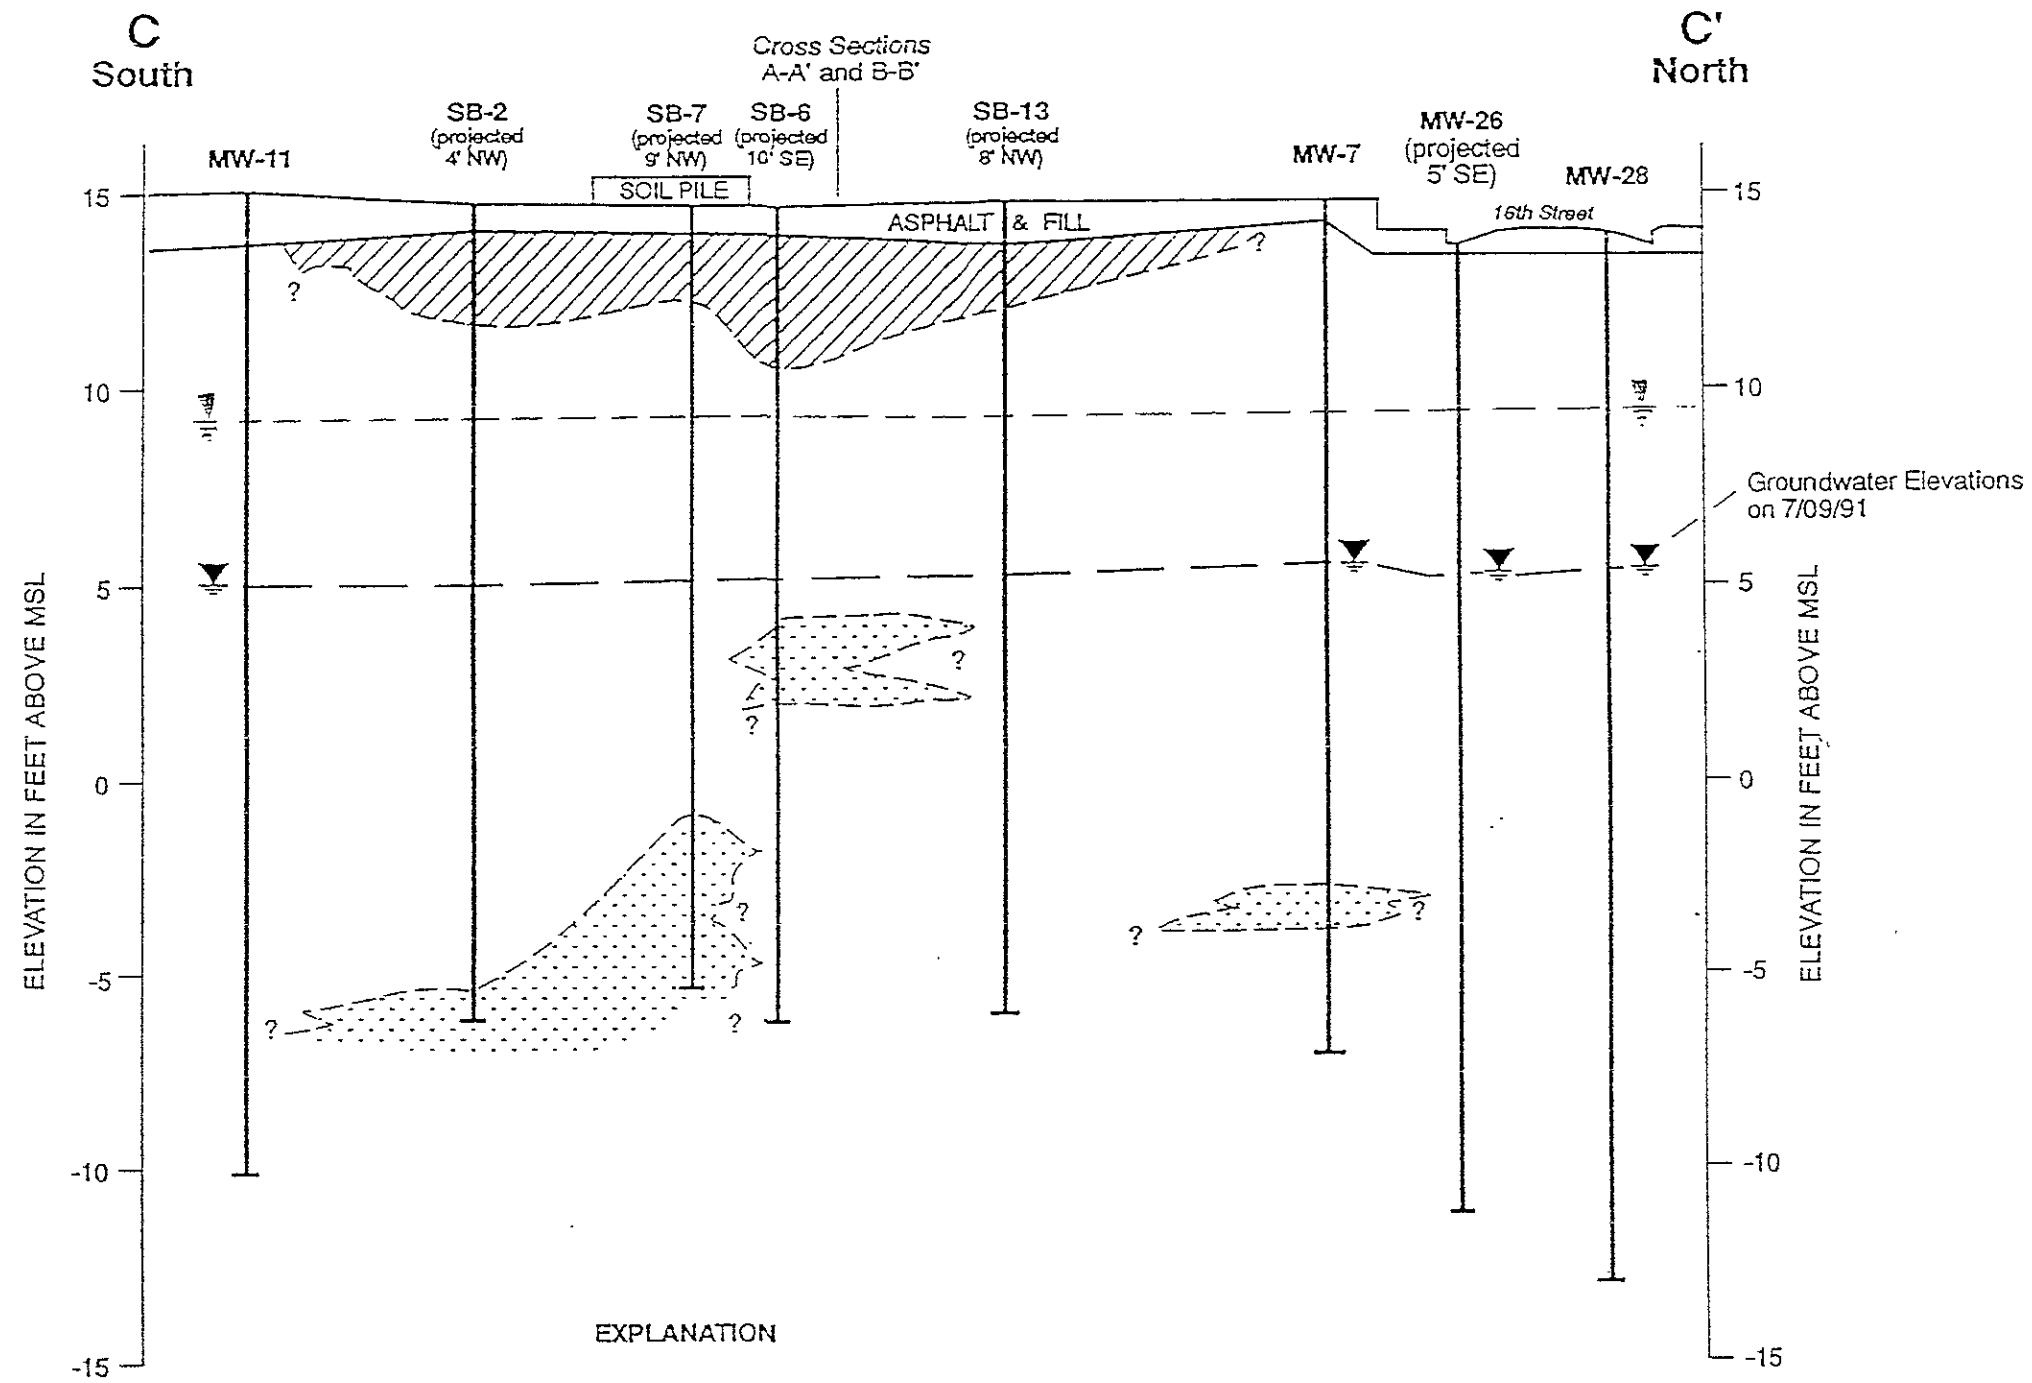 C
South
Cross Sections
A-A' and B-B'
C'
North
SB-2
(projected
4' NW)
SB-7
(projected
9' NW)
SB-6
(projected
10' SE)
SB-13
(projected
8' NW)
MW-26
(projected
5' SE)
MW-11
MW-7
MW-28
SOIL PILE
16th Street
ASPHALT & FILL
15
15
?
?
10
10
Groundwater Elevations
on 7/09/91
5
5
?
?
0
0
?
?
?
-5
-5
?
?
-10
-10
ELEVATION IN FEET ABOVE MSL
ELEVATION IN FEET ABOVE MSL
EXPLANATION
-15
-15